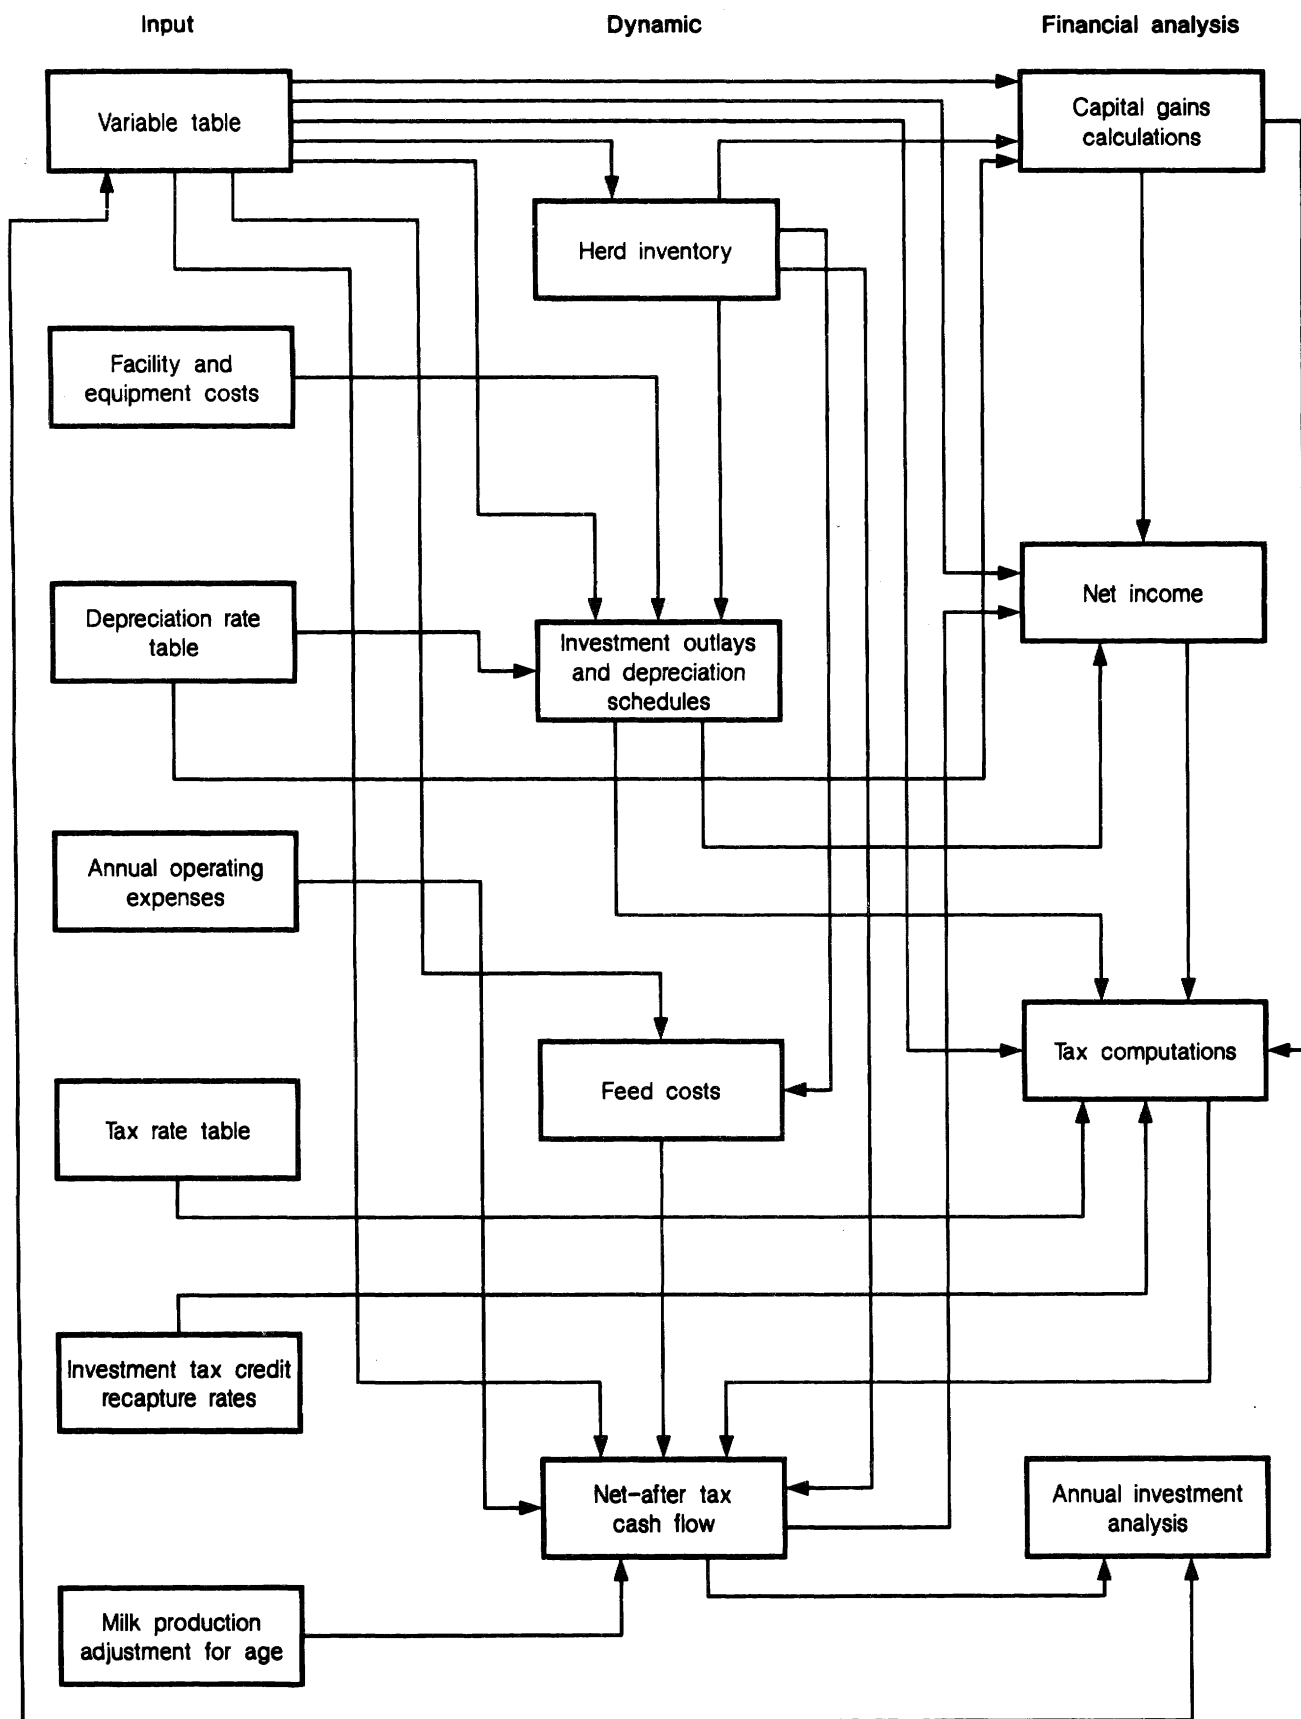 Input
Dynamic
Financial analysis
Variable table
Capital gains
calculations
Herd inventory
Facility and
equipment costs
Net income
Depreciation rate
table
Investment outlays
and depreciation
schedules
Annual operating
expenses
Tax computations
Feed costs
Tax rate table
Investment tax credit
recapture rates
Net-after tax
cash flow
Annual investment
analysis
Milk production
adjustment for age